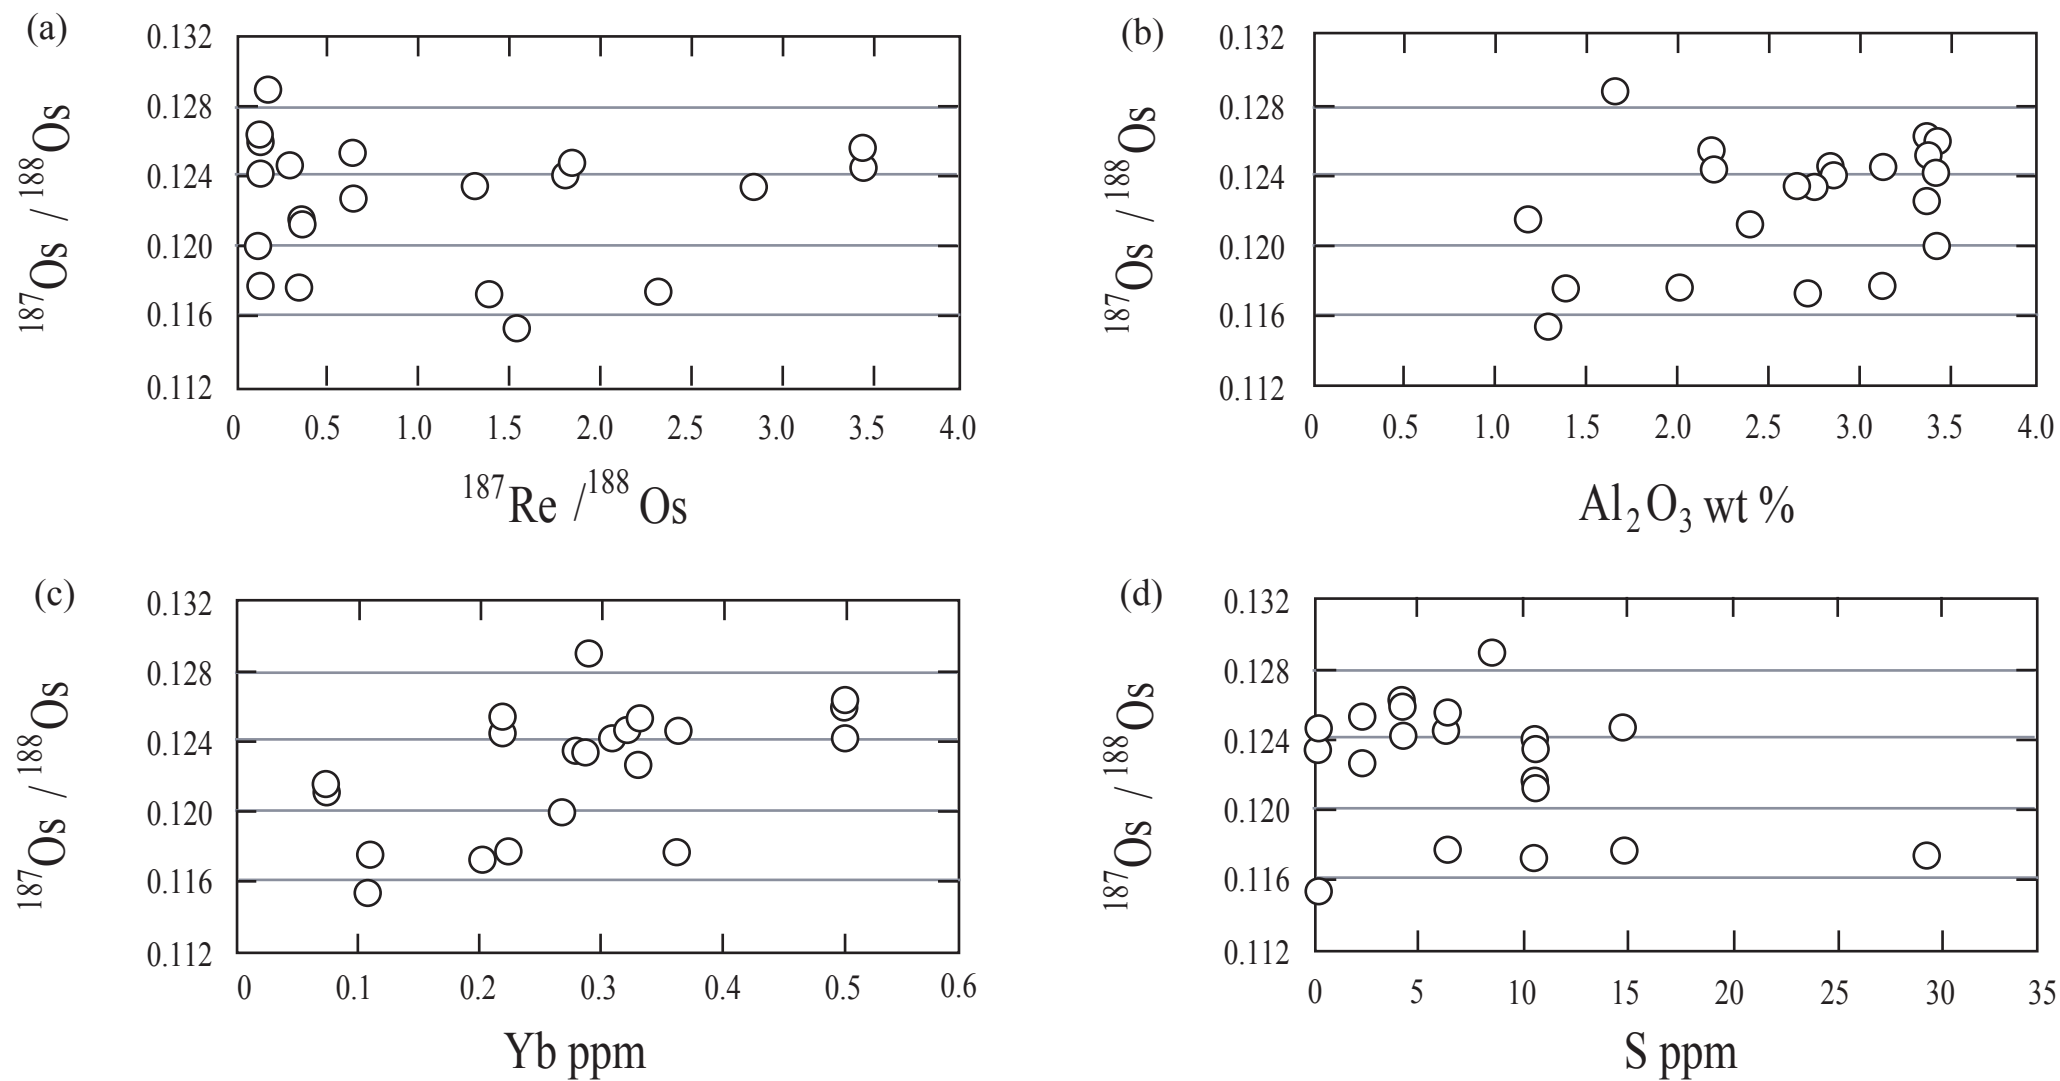 (a)
0.132
0.128
0.124
0.120
0.116
0.112
187Os / 188Os
0 0.5 1.0 1.5 2.0 2.5 3.0 3.5 4.0
187Re / 188 Os
(b)
0.132
0.128
0.124
0.120
0.116
0.112
187Os / 188Os
0 0.5 1.0 1.5 2.0 2.5 3.0 3.5 4.0
Al2O3 wt %
(c)
0.132
0.128
0.124
0.120
0.116
0.112
187Os / 188Os
0 0.1 0.2 0.3 0.4 0.5 0.6
Yb ppm
(d)
0.132
0.128
0.124
0.120
0.116
0.112
187Os / 188Os
0 5 10 15 20 25 30 35
S ppm